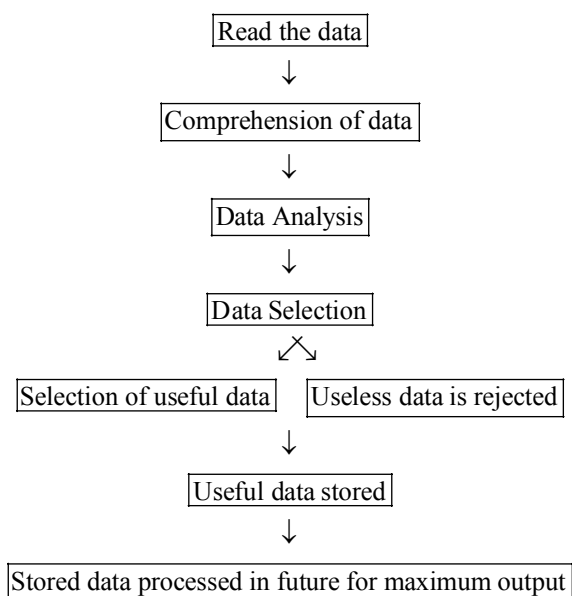 Read the data
Comprehension of data
Data Analysis
Data Selection
Selection of useful data
Useless data is rejected
Useful data stored
Stored data processed in future for maximum output